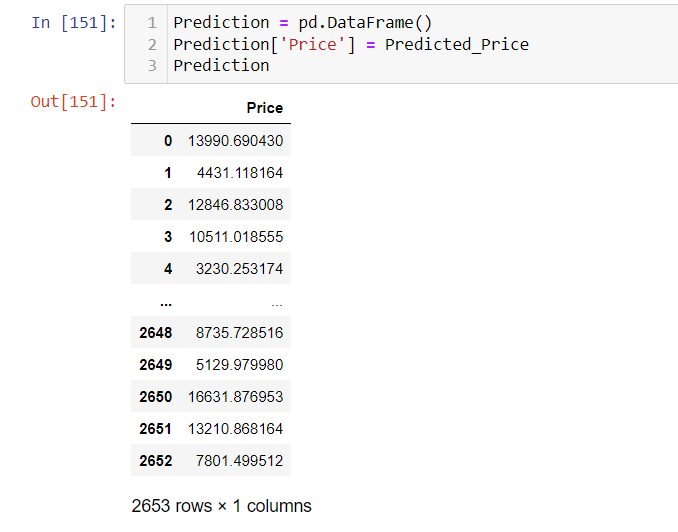 In [151]: 1 Prediction = pd.DataFrame()
2 Prediction['Price'] = Predicted_Price
3 Prediction
Out[151]:
Price
0 13990.690430
1 4431.118164
2 12846.833008
3 10511.018555
4 3230.253174
... ...
2648 8735.728516
2649 5129.979980
2650 16631.876953
2651 13210.868164
2652 7801.499512
2653 rows × 1 columns